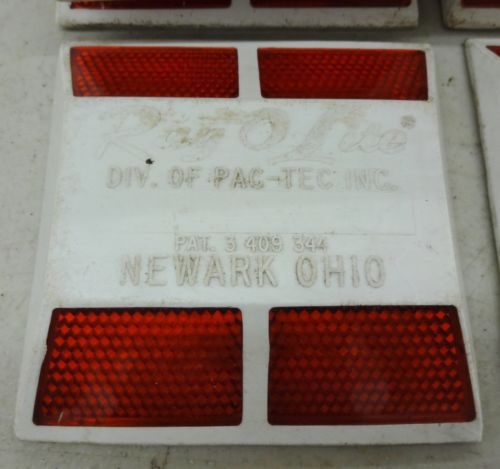 Ray O Lite®
DIV. OF PAC-TEC INC.
PAT. 3 409 344
NEWARK OHIO